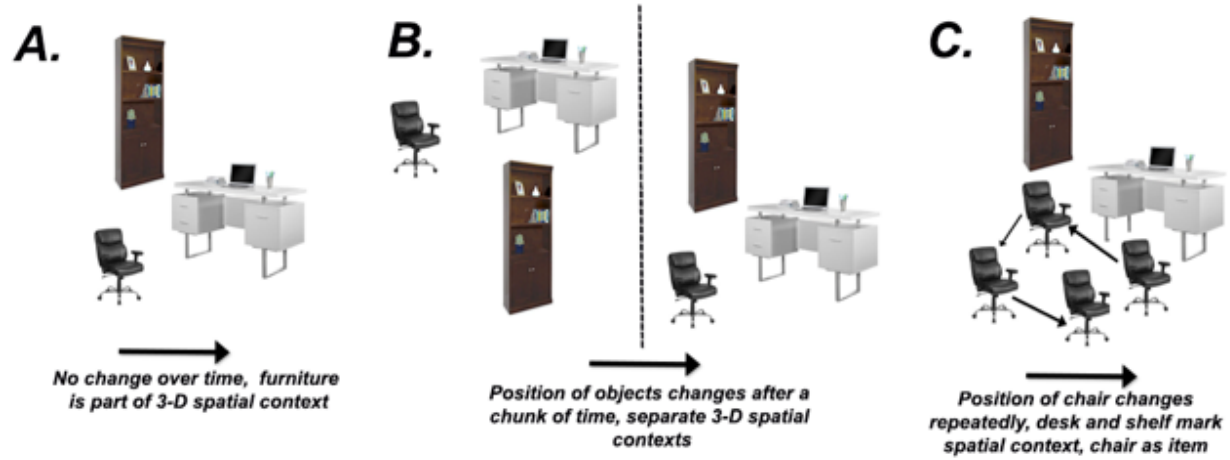 A.
B.
C.
No change over time, furniture
is part of 3-D spatial context
Position of objects changes after a
chunk of time, separate 3-D spatial
contexts
Position of chair changes
repeatedly, desk and shelf mark
spatial context, chair as item